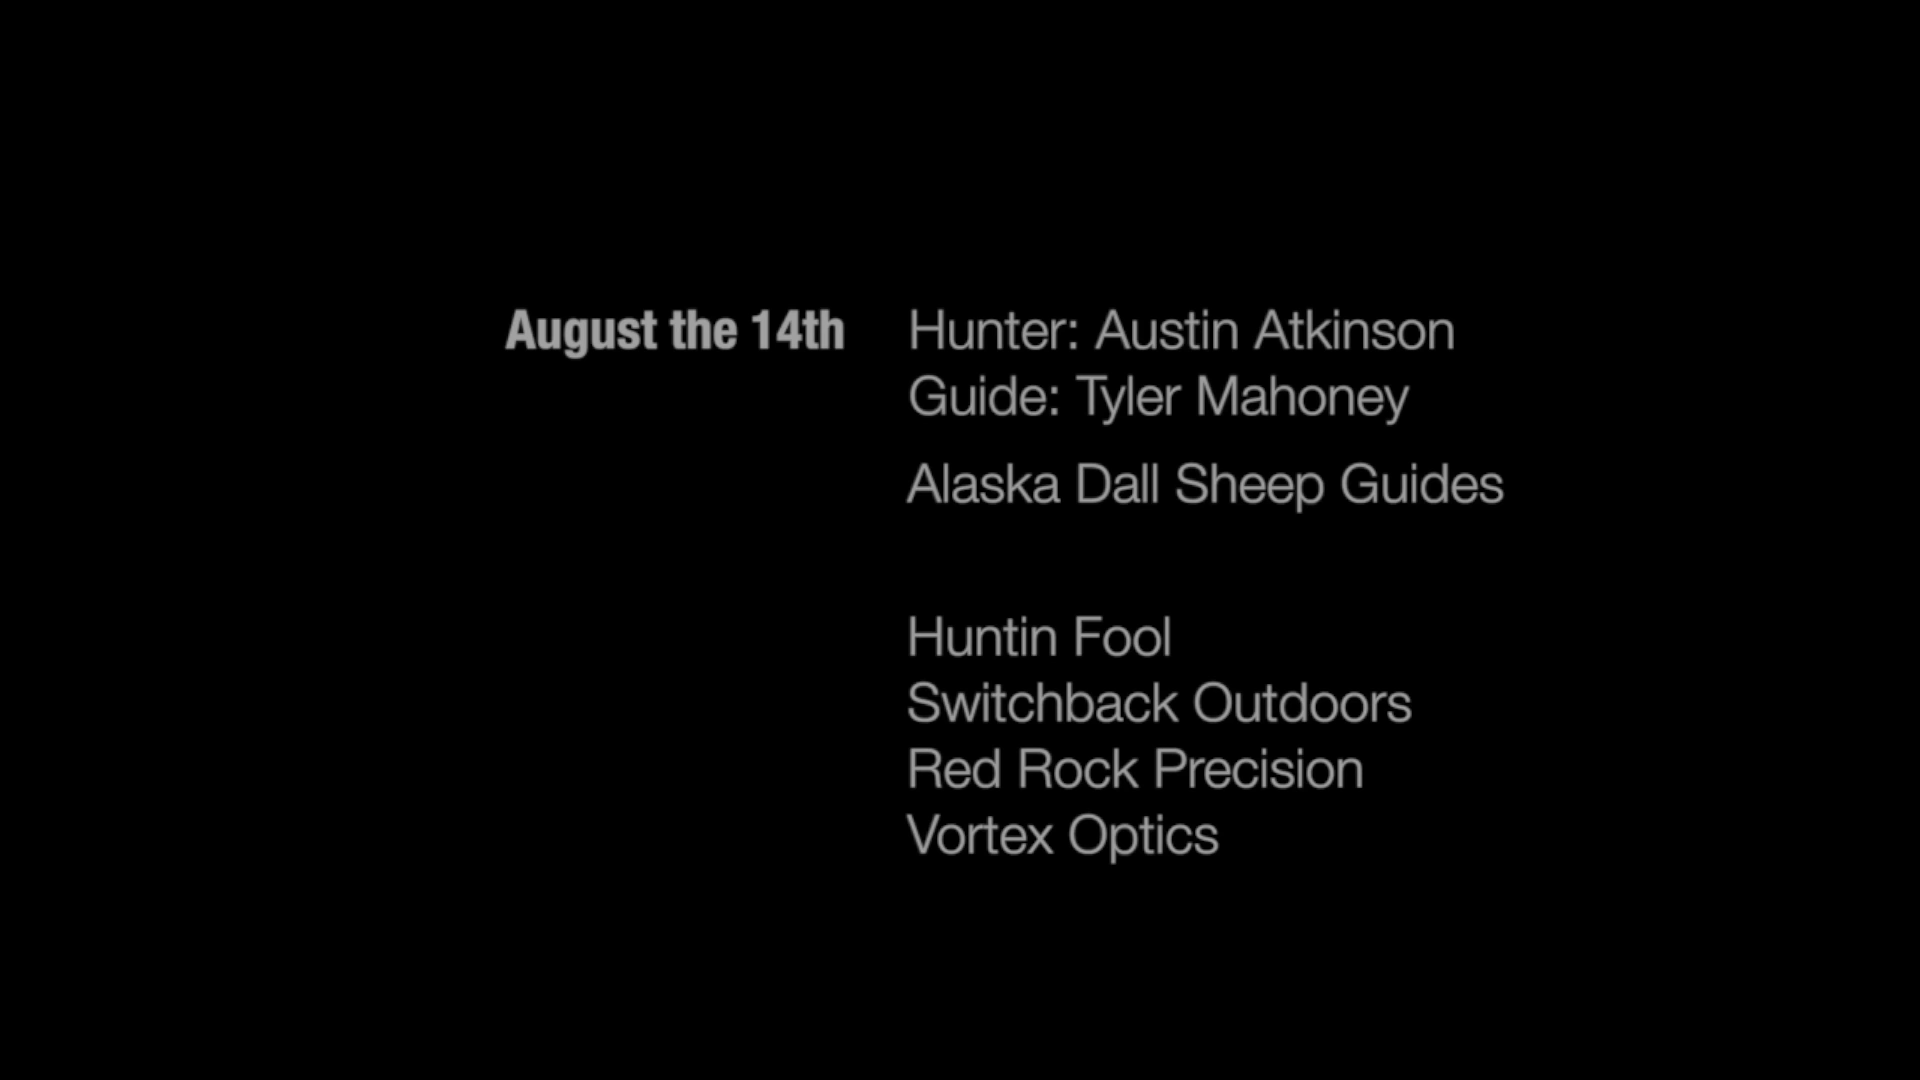 August the 14th Hunter: Austin Atkinson
Guide: Tyler Mahoney
Alaska Dall Sheep Guides
Huntin Fool
Switchback Outdoors
Red Rock Precision
Vortex Optics